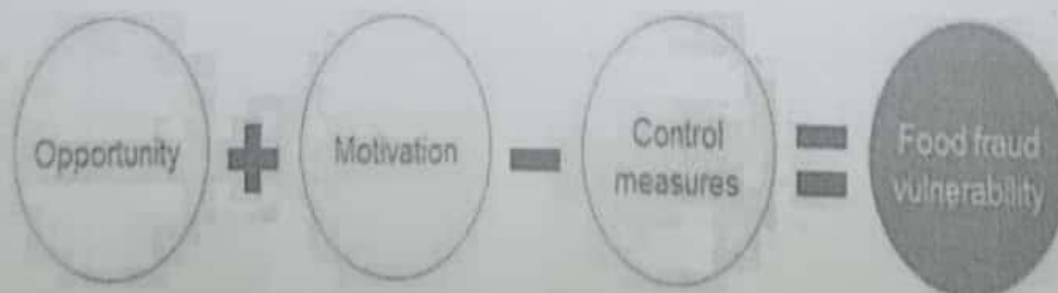 Opportunity
+
Motivation
-
Control
measures
=
Food fraud
vulnerability